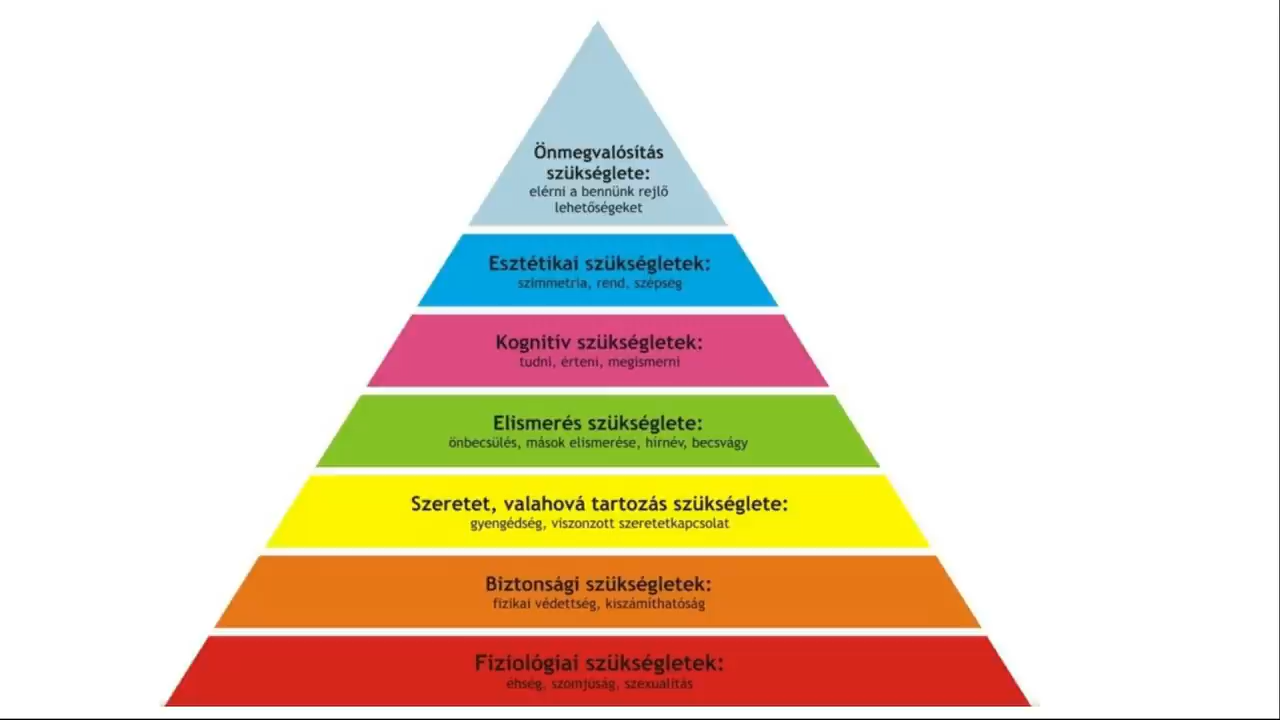 Önmegvalósítás
szükséglete:
elérni a bennünk rejlő
lehetőségeket
Esztétikai szükségletek:
szimmetria, rend, szépség
Kognitív szükségletek:
tudni, érteni, megismerni
Elismerés szükséglete:
önbecsülés, mások elismerése, hírnév, becsvágy
Szeretet, valahová tartozás szükséglete:
gyengédség, viszonzott szeretetkapcsolat
Biztonsági szükségletek:
fizikai védettség, kiszámíthatóság
Fiziológiai szükségletek:
éhség, szomjúság, szexualitás